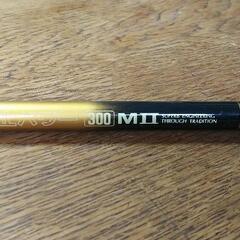 300 MII
SUPERB ENGINEERING
THROUGH TRADITION